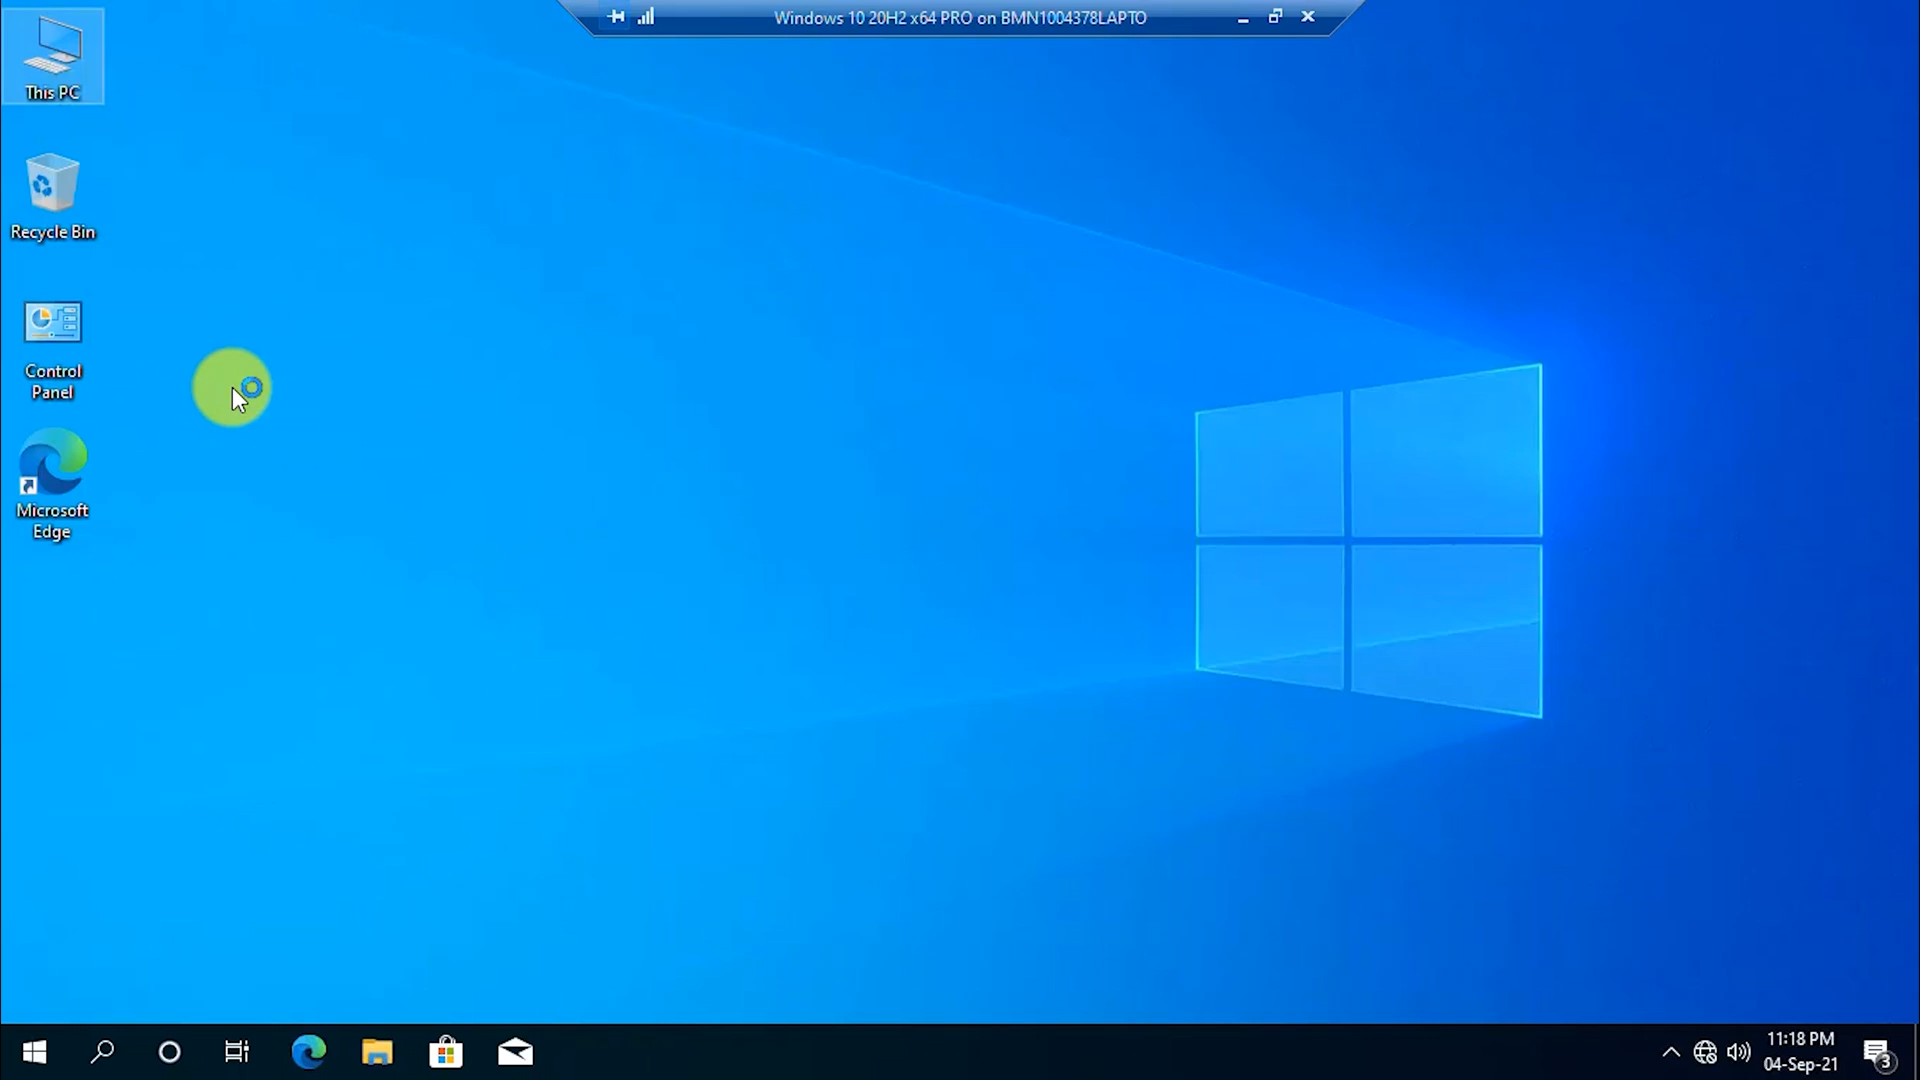 Windows 10 20H2 x64 PRO on BMN1004378LAPTO
This PC
Recycle Bin
Control
Panel
Microsoft
Edge
11:18 PM
04-Sep-21
3